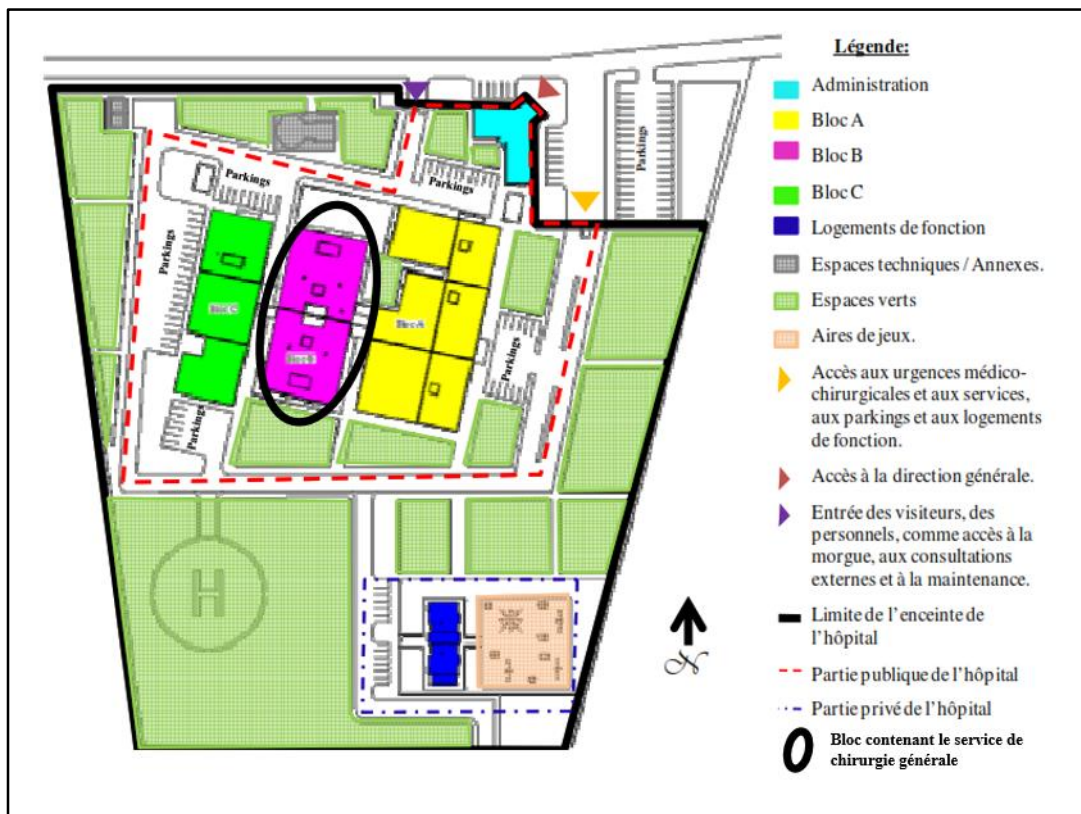 Légende:
Administration
Bloc A
Bloc B
Bloc C
Logements de fonction
Espaces techniques / Annexes.
Espaces verts
Aires de jeux.
Accès aux urgences médico-
chirurgicales et aux services,
aux parkings et aux logements
de fonction.
Accès à la direction générale.
Entrée des visiteurs, des
personnels, comme accès à la
morgue, aux consultations
externes et à la maintenance.
Limite de l'enceinte de
l'hôpital
Partie publique de l'hôpital
Partie privé de l'hôpital
Bloc contenant le service de
chirurgie générale
Parkings
Parkings
Parkings
Parkings
Parkings
Parkings
Bloc C
Bloc B
Bloc A
H
N